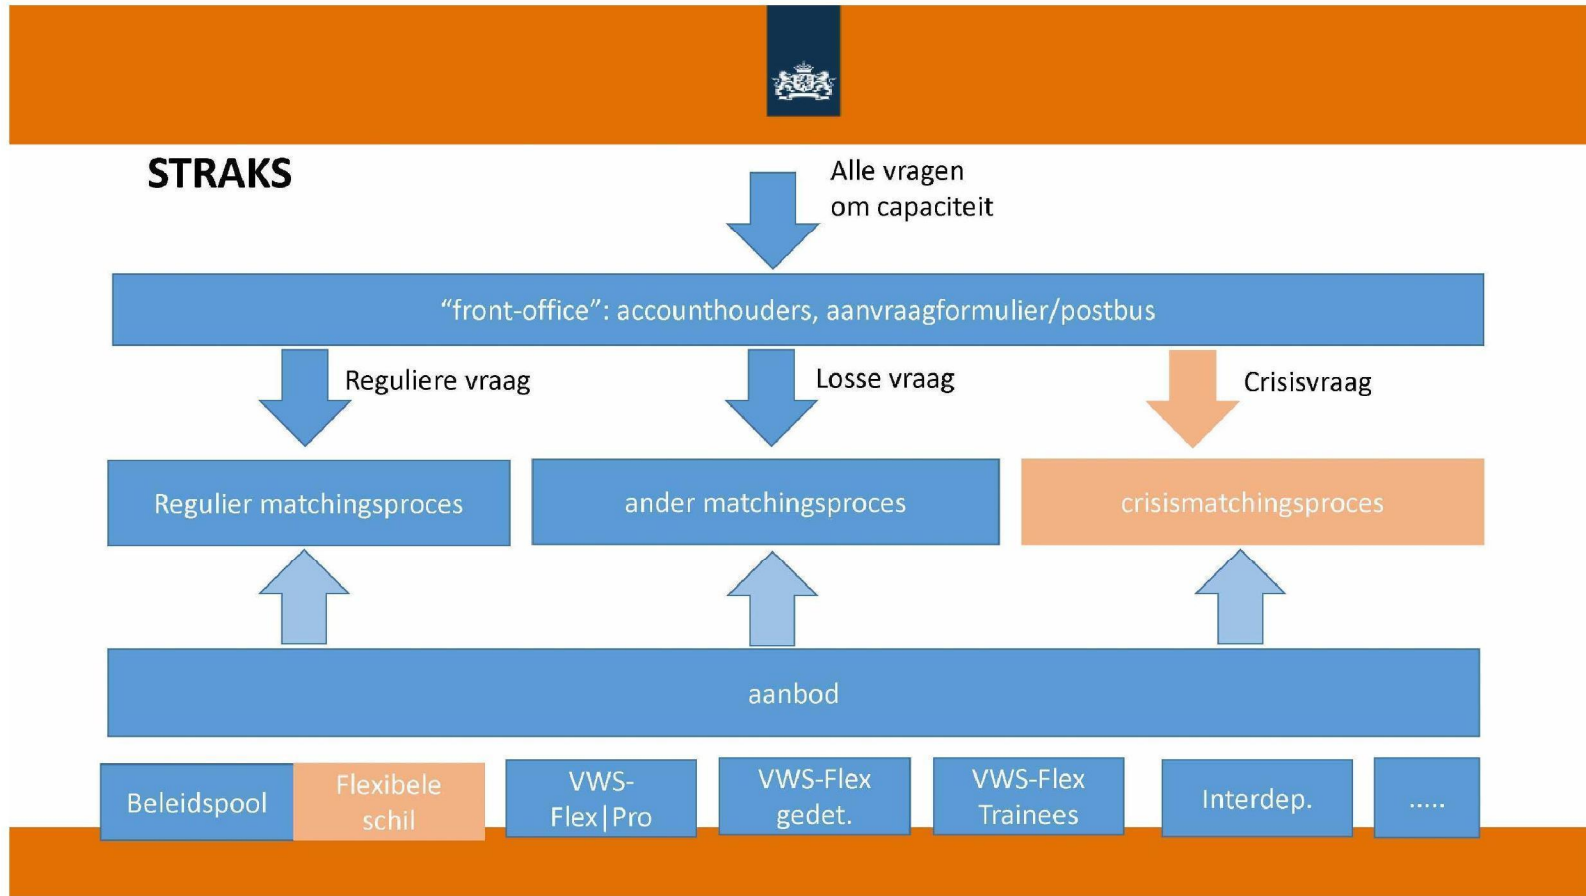 STRAKS
Alle vragen
om capaciteit
“front-office”: accounthouders, aanvraagformulier/postbus
Reguliere vraag
Losse vraag
Crisisvraag
Regulier matchingsproces
ander matchingsproces
crisismatchingsproces
aanbod
Beleidspool
Flexibele
schil
VWS-
Flex|Pro
VWS-Flex
gedet.
VWS-Flex
Trainees
Interdep.
.....